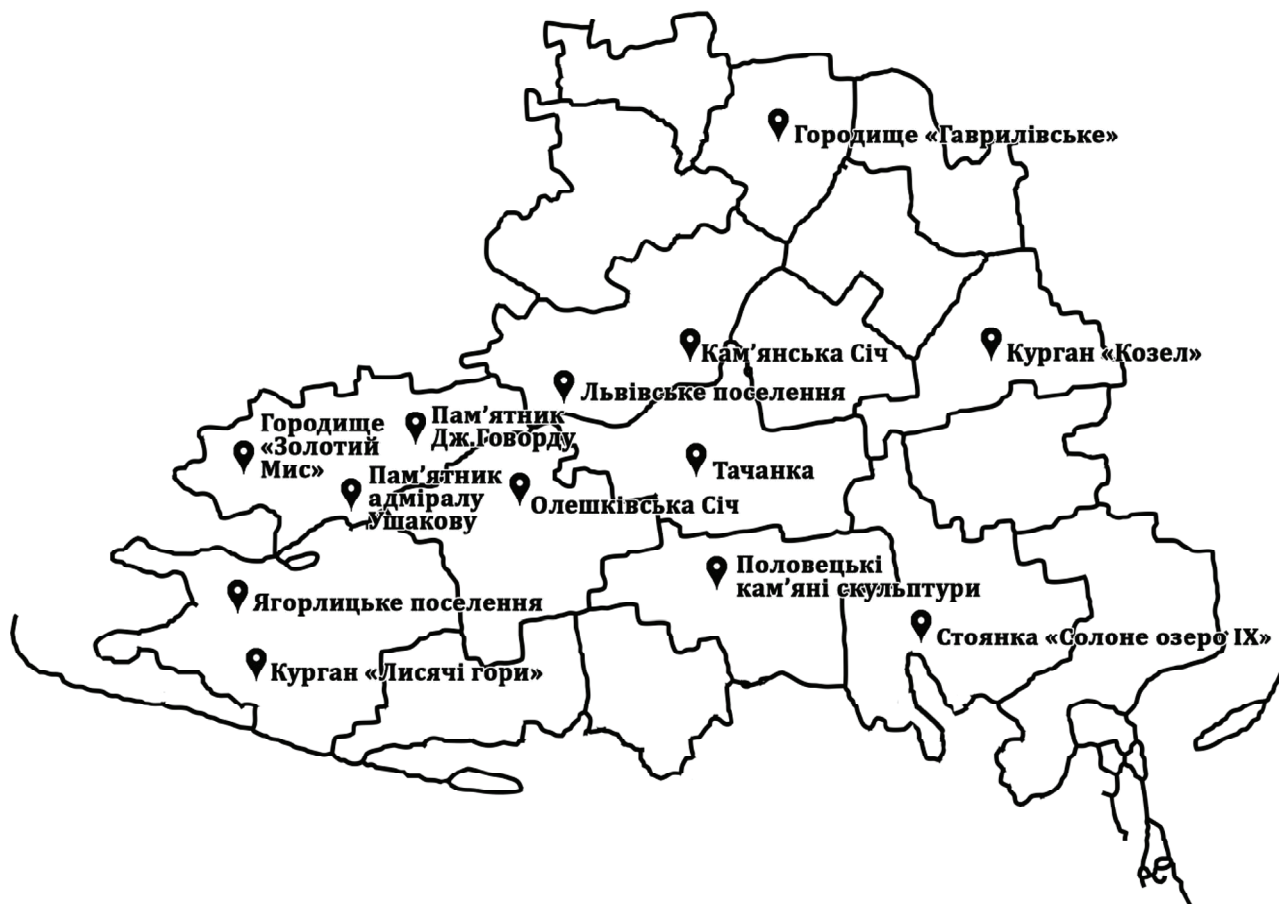 Городище «Гаврилівське»
Кам’янська Січ
Курган «Козел»
Львівське поселення
Городище
«Золотий
Мис»
Пам’ятник
Дж.Говорду
Тачанка
Пам’ятник
адміралу
Ушакову
Олешківська Січ
Половецькі
кам’яні скульптури
Ягорлицьке поселення
Стоянка «Солоне озеро IX»
Курган «Лисячі гори»